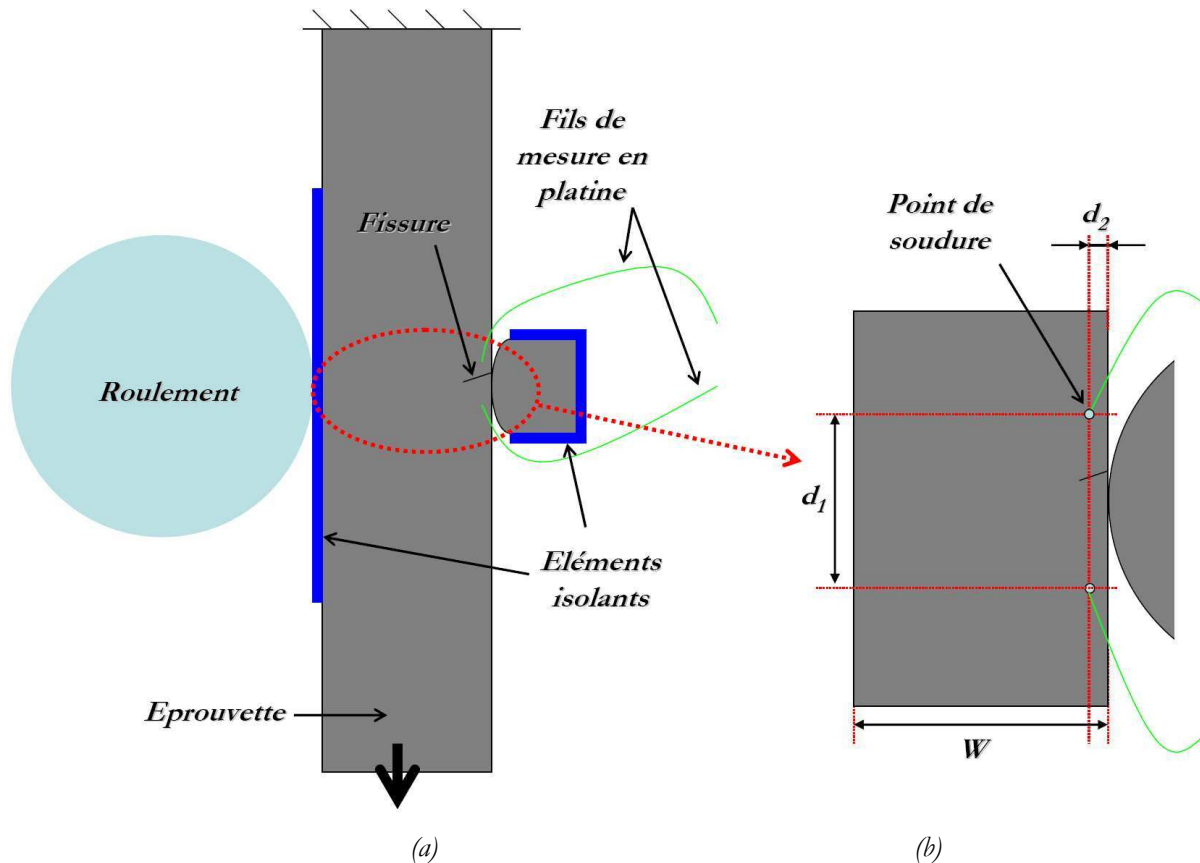 Fils de
mesure en
platine
Fissure
Roulement
Eléments
isolants
Eprouvette
(a)
Point de
soudure
d2
d1
W
(b)